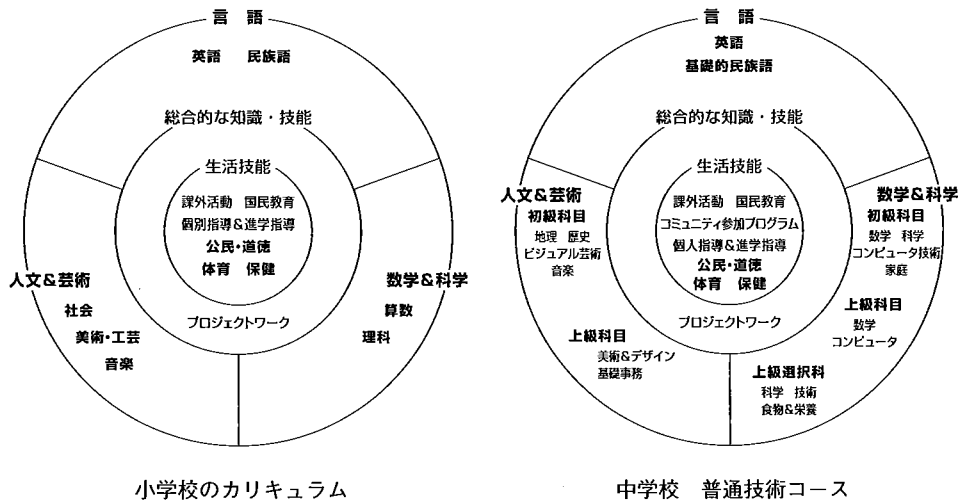 言 語
英語 民族語
総合的な知識・技能
生活技能
課外活動 国民教育
個別指導&進学指導
公民・道徳
体育 保健
プロジェクトワーク
人文&芸術
社会
美術・工芸
音楽
数学&科学
算数
理科
小学校のカリキュラム
言 語
英語
基礎的民族語
総合的な知識・技能
生活技能
課外活動 国民教育
コミュニティ参加プログラム
個人指導&進学指導
公民・道徳
体育 保健
プロジェクトワーク
人文&芸術
初級科目
地理 歴史
ビジュアル芸術
音楽
上級科目
美術&デザイン
基礎事務
数学&科学
初級科目
数学 科学
コンピュータ技術
家庭
上級科目
数学
コンピュータ
上級選択科
科学 技術
食物&栄養
中学校 普通技術コース